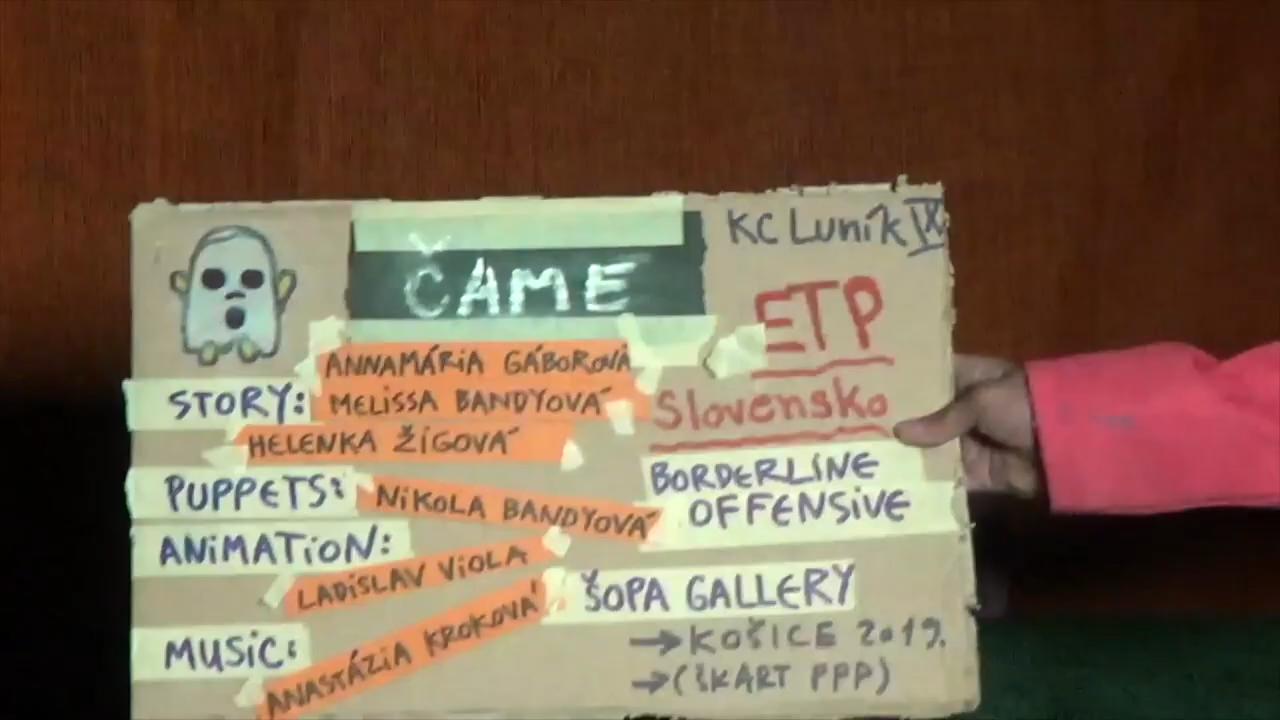 ČAME
KC Luník IX
ETP
Slovensko
STORY:
ANNAMÁRIA GÁBOROVÁ
MELISSA BANDYOVÁ
HELENKA ŽIGOVÁ
PUPPETS:
NIKOLA BANDYOVÁ
ANIMATION:
LADISLAV VIOLA
MUSIC:
ANASTÁZIA KROKOVÁ
BORDERLINE
OFFENSIVE
ŠOPA GALLERY
→ KOŠICE 2019.
→ (ŠKART PPP)